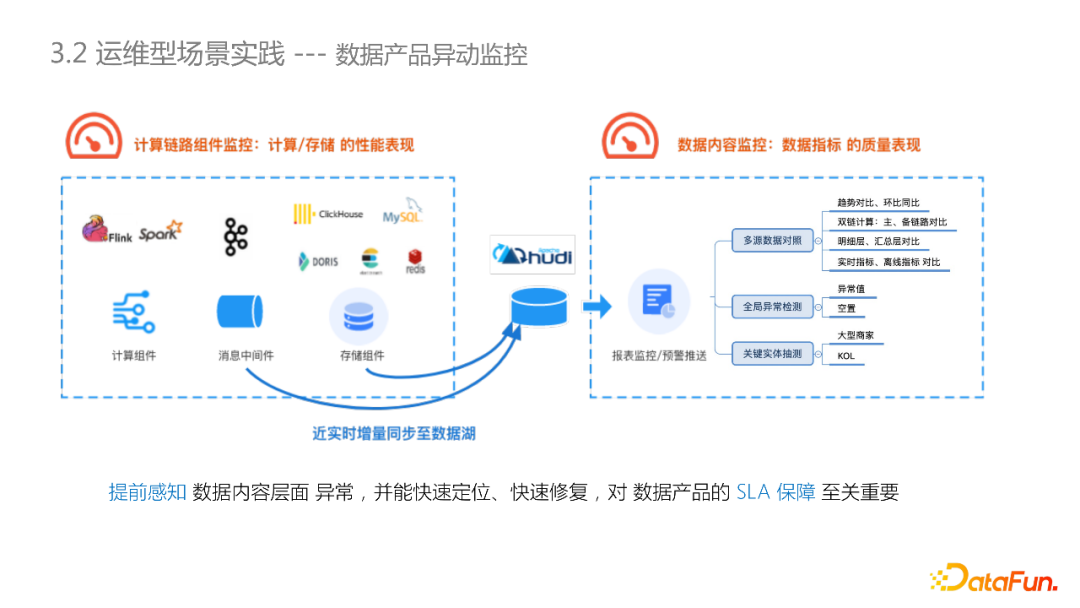 3.2 运维型场景实践 --- 数据产品异动监控
计算链路组件监控：计算/存储 的性能表现
数据内容监控：数据指标 的质量表现
Flink
Spark
ClickHouse
MySQL
DORIS
redis
计算组件
消息中间件
存储组件
近实时增量同步至数据湖
APACHE
hudi
报表监控/预警推送
多源数据对照
趋势对比、环比同比
双链计算：主、备链路对比
明细层、汇总层对比
实时指标、离线指标 对比
全局异常检测
异常值
空置
关键实体抽测
大型商家
KOL
提前感知 数据内容层面 异常，并能快速定位、快速修复，对 数据产品的 SLA 保障 至关重要
DataFun.